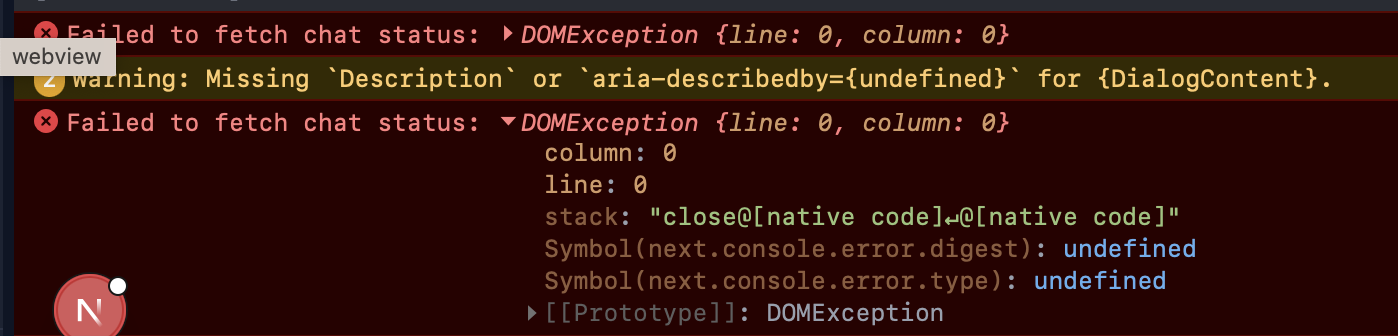 Failed to fetch chat status: DOMException {line: 0, column: 0}
webview
2 Warning: Missing `Description` or `aria-describedby={undefined}` for {DialogContent}.
Failed to fetch chat status: DOMException {line: 0, column: 0}
column: 0
line: 0
stack: "close@[native code]↵@[native code]"
Symbol(next.console.error.digest): undefined
Symbol(next.console.error.type): undefined
[[Prototype]]: DOMException
N